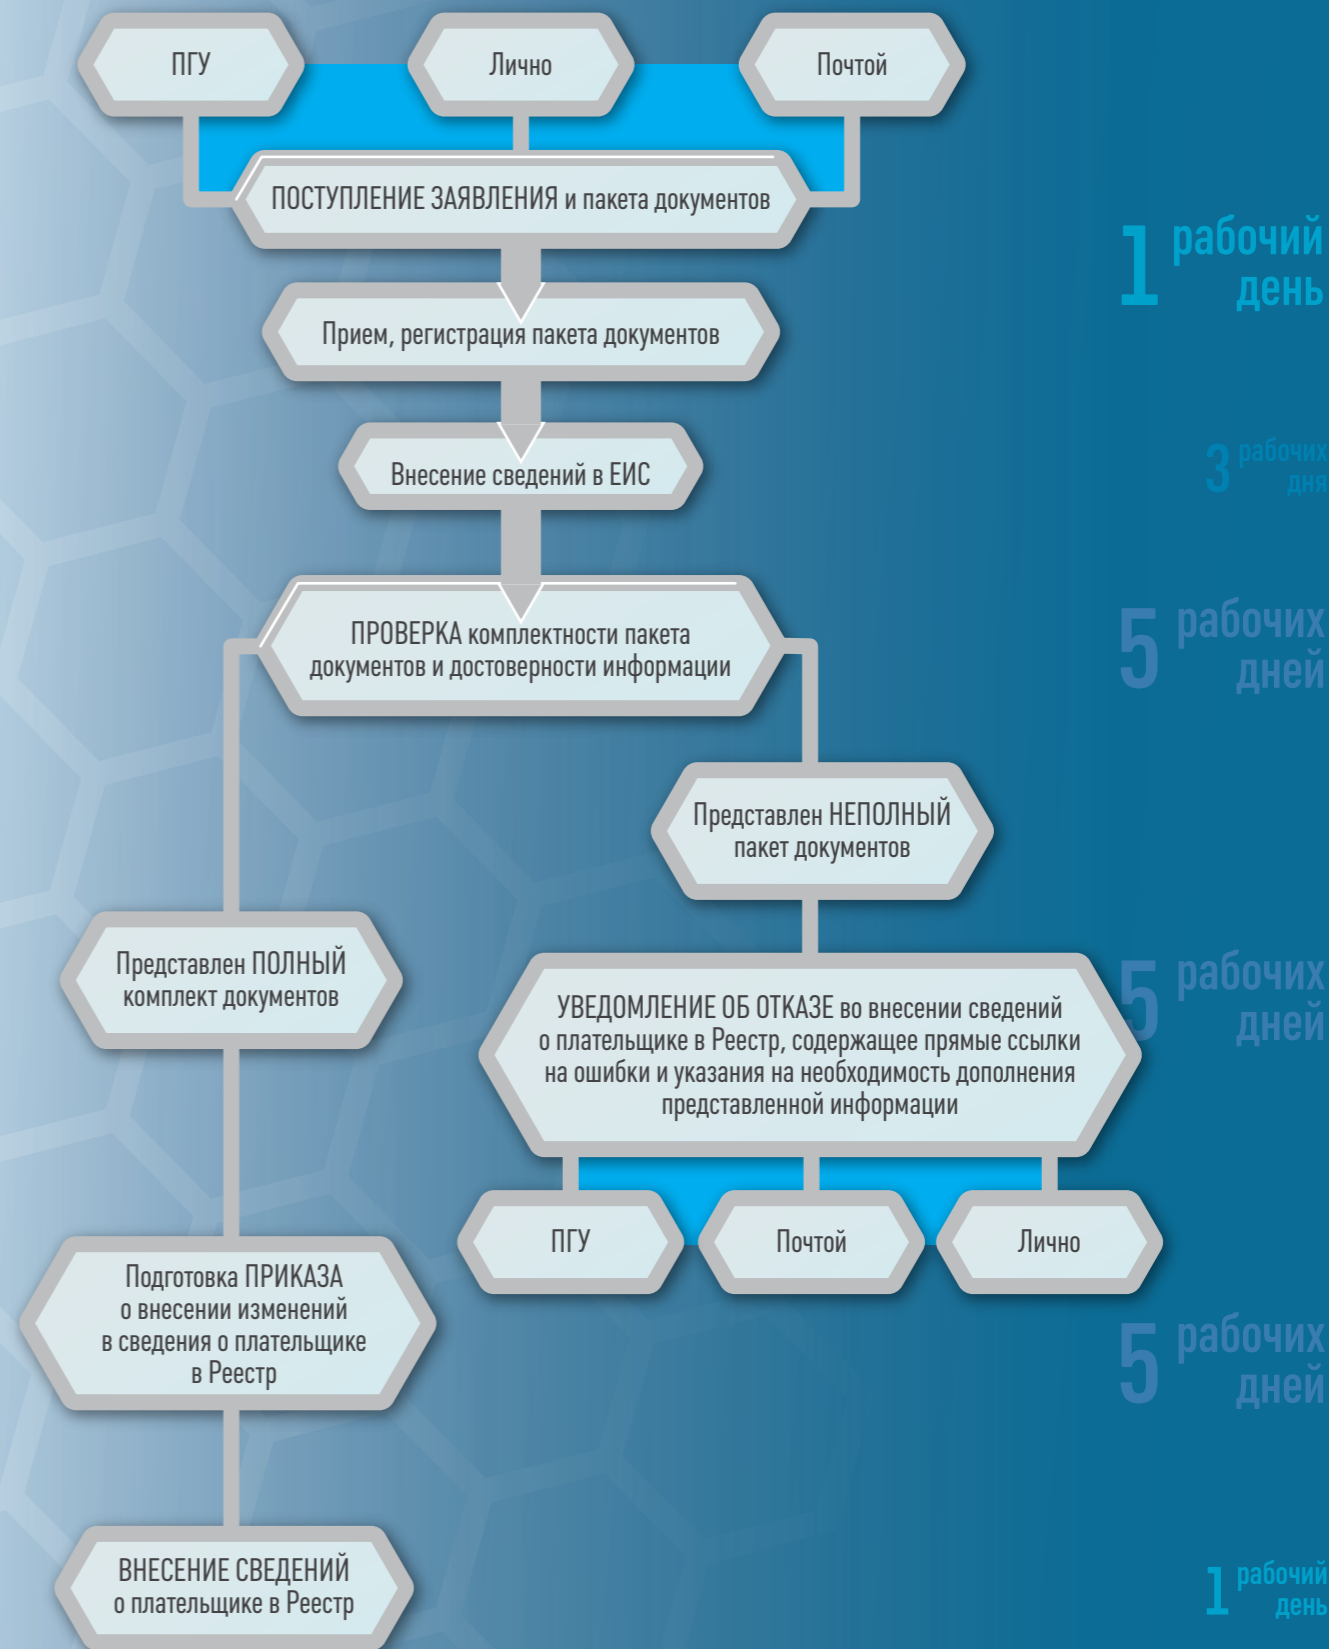 ПГУ
Лично
Почтой
ПОСТУПЛЕНИЕ ЗАЯВЛЕНИЯ и пакета документов
1 рабочий
день
Прием, регистрация пакета документов
Внесение сведений в ЕИС
3 рабочих
дня
ПРОВЕРКА комплектности пакета
документов и достоверности информации
5 рабочих
дней
Представлен НЕПОЛНЫЙ
пакет документов
Представлен ПОЛНЫЙ
комплект документов
УВЕДОМЛЕНИЕ ОБ ОТКАЗЕ во внесении сведений
о плательщике в Реестр, содержащее прямые ссылки
на ошибки и указания на необходимость дополнения
представленной информации
5 рабочих
дней
ПГУ
Почтой
Лично
Подготовка ПРИКАЗА
о внесении изменений
в сведения о плательщике
в Реестр
5 рабочих
дней
ВНЕСЕНИЕ СВЕДЕНИЙ
о плательщике в Реестр
1 рабочий
день